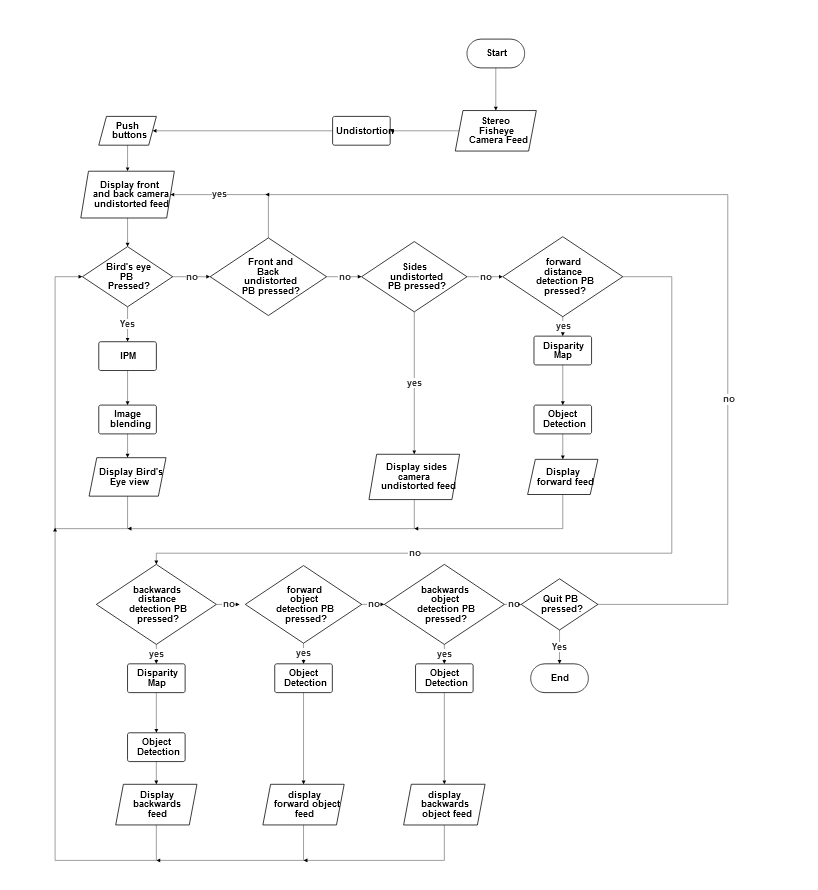 Start
Stereo
Fisheye
Camera Feed
Undistortion
Push
buttons
Display front
and back camera
undistorted feed
yes
Bird's eye
PB
Pressed?
no
Front and
Back
undistorted
PB pressed?
no
Sides
undistorted
PB pressed?
no
forward
distance
detection PB
pressed?
Yes
yes
IPM
Disparity
Map
yes
no
Image
blending
Object
Detection
Display Bird's
Eye view
Display sides
camera
undistorted feed
Display
forward feed
no
backwards
distance
detection PB
pressed?
no
forward
object
detection PB
pressed?
no
backwards
object
detection PB
pressed?
no
Quit PB
pressed?
yes
yes
yes
Yes
Disparity
Map
Object
Detection
Object
Detection
End
Object
Detection
Display
backwards
feed
display
forward object
feed
display
backwards
object feed